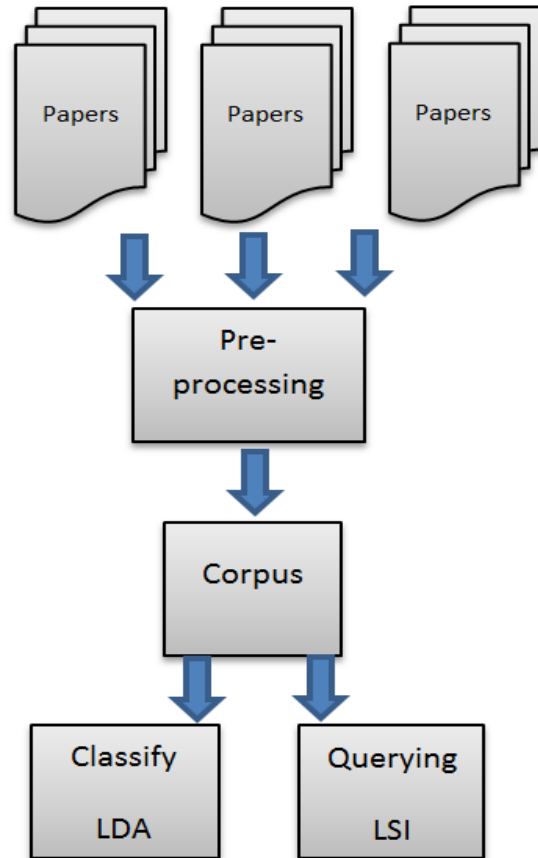 Papers
Papers
Papers
Pre-
processing
Corpus
Classify
LDA
Querying
LSI